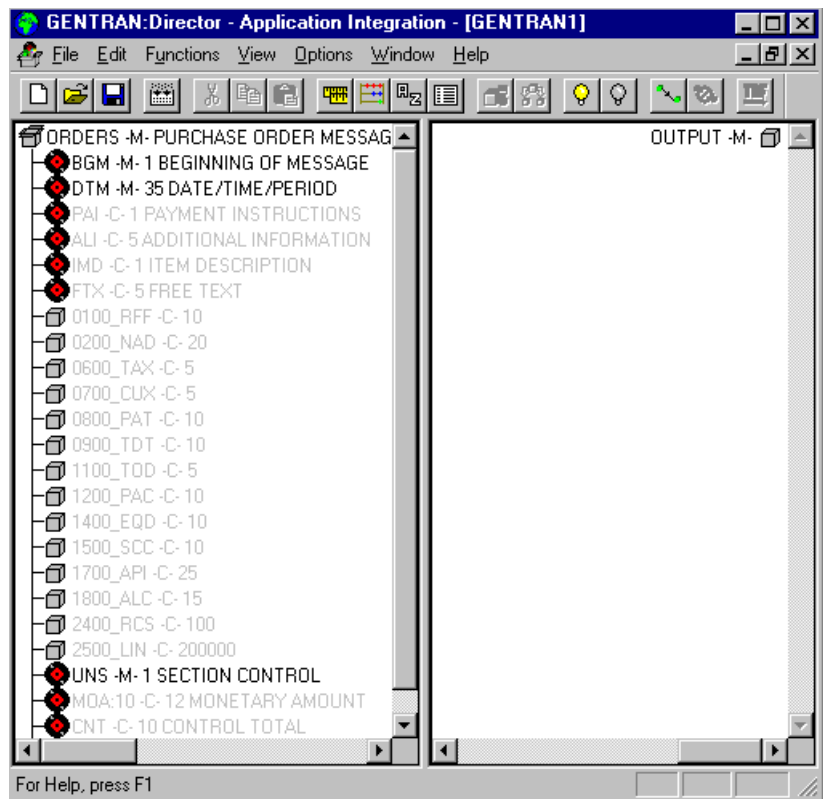 GENTRAN:Director - Application Integration - [GENTRAN1]
File Edit Functions View Options Window Help
ORDERS -M- PURCHASE ORDER MESSAG
OUTPUT -M-
BGM -M- 1 BEGINNING OF MESSAGE
DTM -M- 35 DATE/TIME/PERIOD
PAI -C- 1 PAYMENT INSTRUCTIONS
ALI -C- 5 ADDITIONAL INFORMATION
IMD -C- 1 ITEM DESCRIPTION
FTX -C- 5 FREE TEXT
0100_RFF -C- 10
0200_NAD -C- 20
0600_TAX -C- 5
0700_CUX -C- 5
0800_PAT -C- 10
0900_TDT -C- 10
1100_TOD -C- 5
1200_PAC -C- 10
1400_EQD -C- 10
1500_SCC -C- 10
1700_API -C- 25
1800_ALC -C- 15
2400_RCS -C- 100
2500_LIN -C- 200000
UNS -M- 1 SECTION CONTROL
MOA:10 -C- 12 MONETARY AMOUNT
CNT -C- 10 CONTROL TOTAL
For Help, press F1